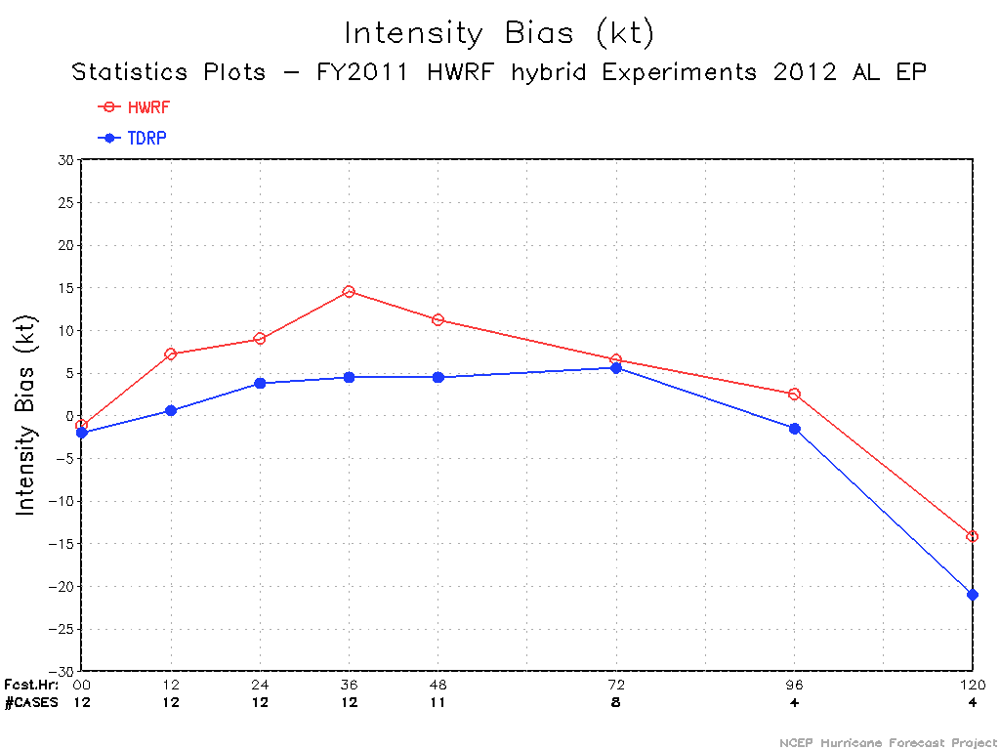 Intensity Bias (kt)
Statistics Plots - FY2011 HWRF hybrid Experiments 2012 AL EP
HWRF
TDRP
30
25
20
15
10
5
0
-5
-10
-15
-20
-25
-30
Intensity Bias (kt)
Fcst.Hr: 00 12 24 36 48 72 96 120
#CASES 12 12 12 12 11 8 4 4
NCEP Hurricane Forecast Project